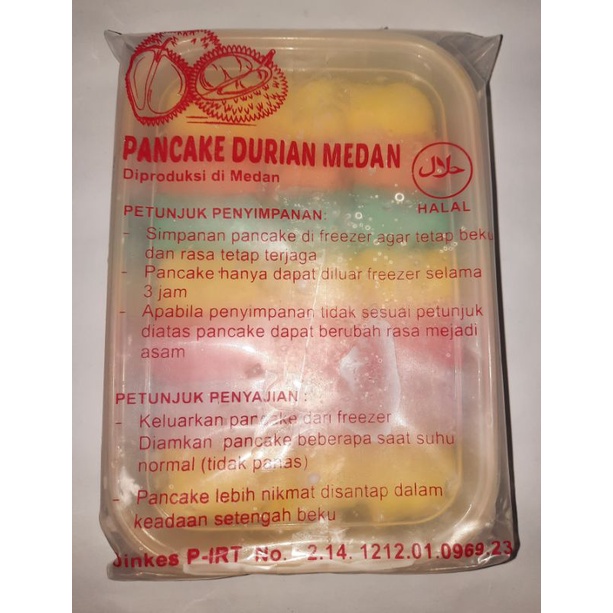 PANCAKE DURIAN MEDAN
Diproduksi di Medan
حلال
HALAL
PETUNJUK PENYIMPANAN:
- Simpanan pancake di freezer agar tetap beku
dan rasa tetap terjaga
- Pancake hanya dapat diluar freezer selama
3 jam
- Apabila penyimpanan tidak sesuai petunjuk
diatas pancake dapat berubah rasa mejadi
asam
PETUNJUK PENYAJIAN :
- Keluarkan pancake dari freezer
Diamkan pancake beberapa saat suhu
normal (tidak panas)
- Pancake lebih nikmat disantap dalam
keadaan setengah beku
Dinkes P-IRT No. 2.14. 1212.01.0969.23